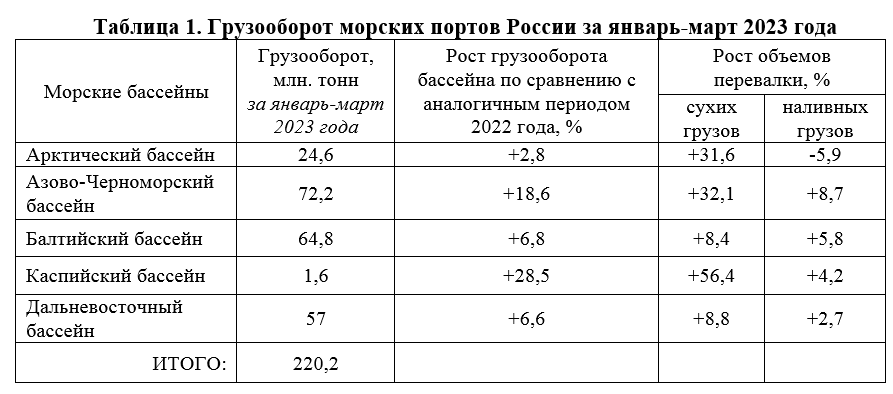 Таблица 1. Грузооборот морских портов России за январь-март 2023 года
Морские бассейны
Грузооборот,
млн. тонн
за январь-март
2023 года
Рост грузооборота
бассейна по сравнению с
аналогичным периодом
2022 года, %
Рост объемов
перевалки, %
сухих
грузов
наливных
грузов
Арктический бассейн 24,6 +2,8 +31,6 -5,9
Азово-Черноморский
бассейн 72,2 +18,6 +32,1 +8,7
Балтийский бассейн 64,8 +6,8 +8,4 +5,8
Каспийский бассейн 1,6 +28,5 +56,4 +4,2
Дальневосточный
бассейн 57 +6,6 +8,8 +2,7
ИТОГО: 220,2